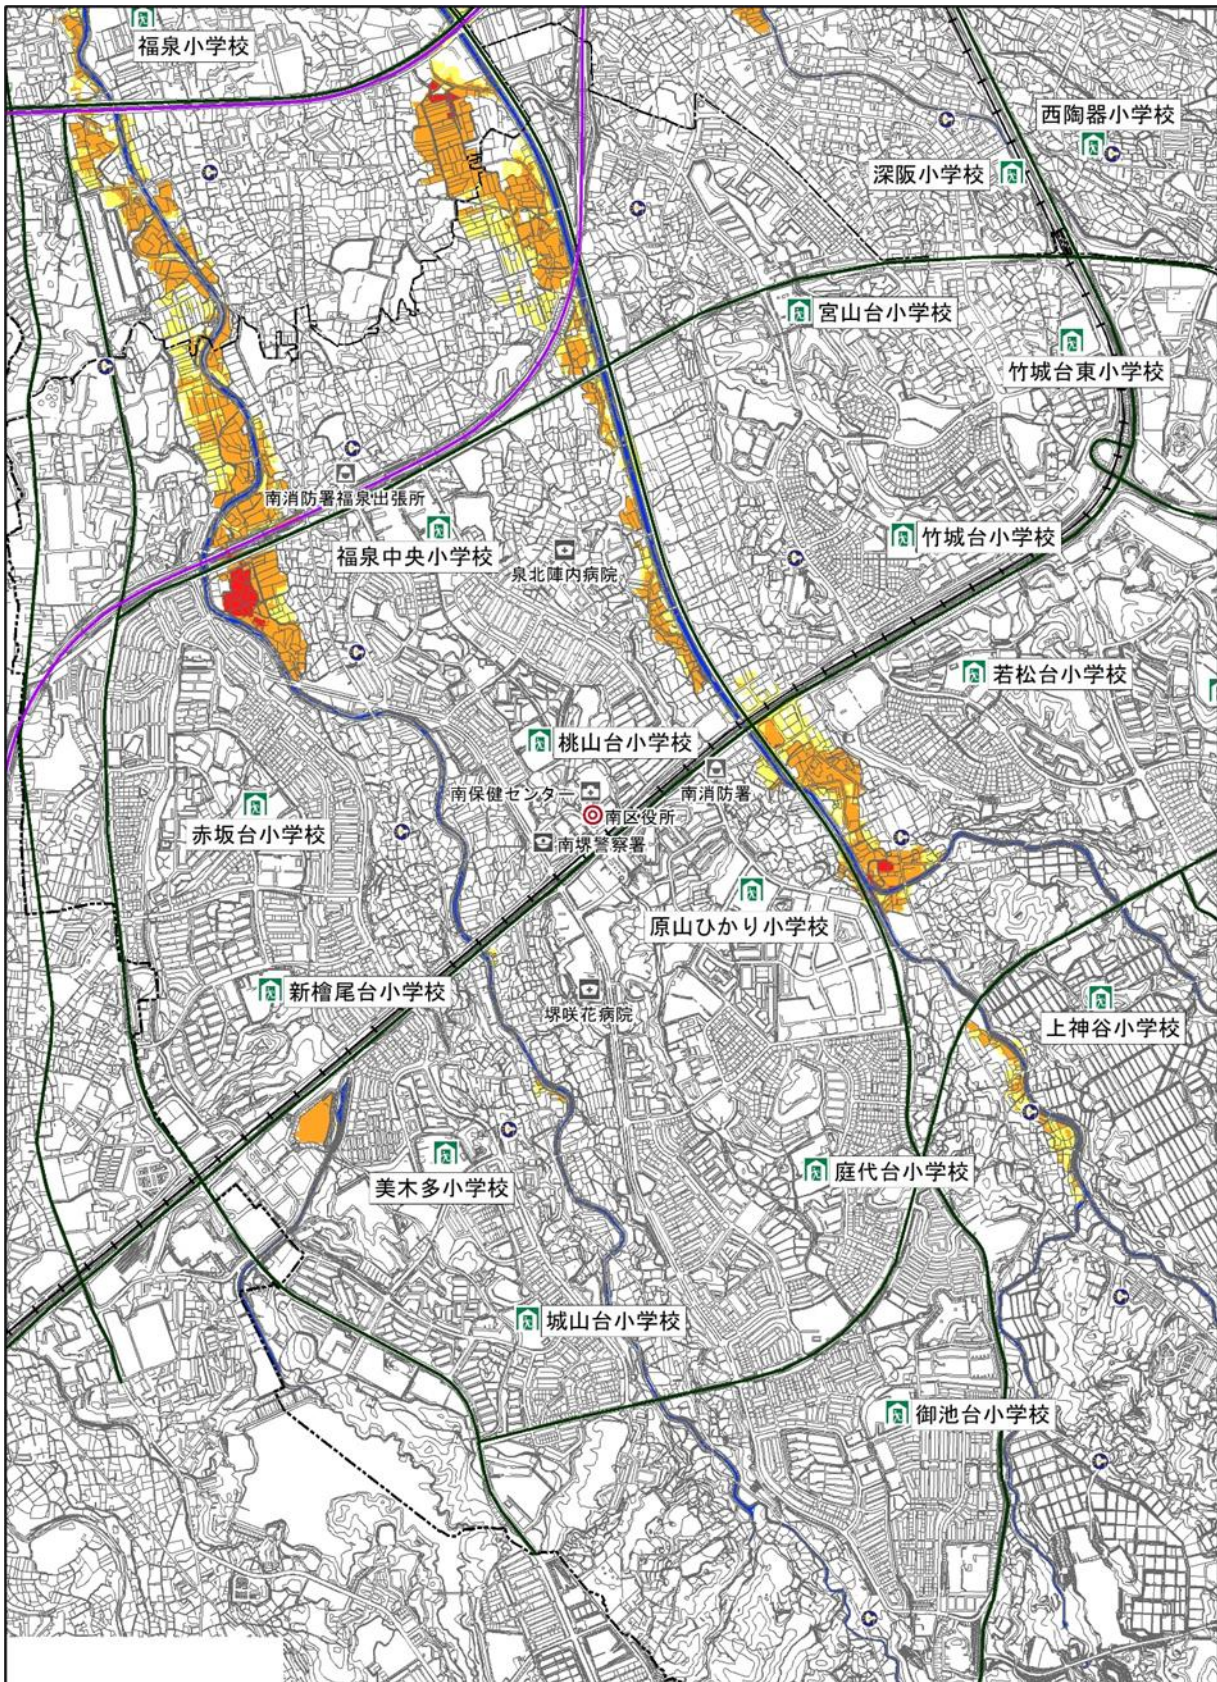 福泉小学校
西陶器小学校
深阪小学校
宮山台小学校
竹城台東小学校
南消防署福泉出張所
福泉中央小学校
竹城台小学校
泉北陣内病院
若松台小学校
桃山台小学校
南保健センター
南消防署
南区役所
赤坂台小学校
南堺警察署
原山ひかり小学校
新檜尾台小学校
堺咲花病院
上神谷小学校
美木多小学校
庭代台小学校
城山台小学校
御池台小学校